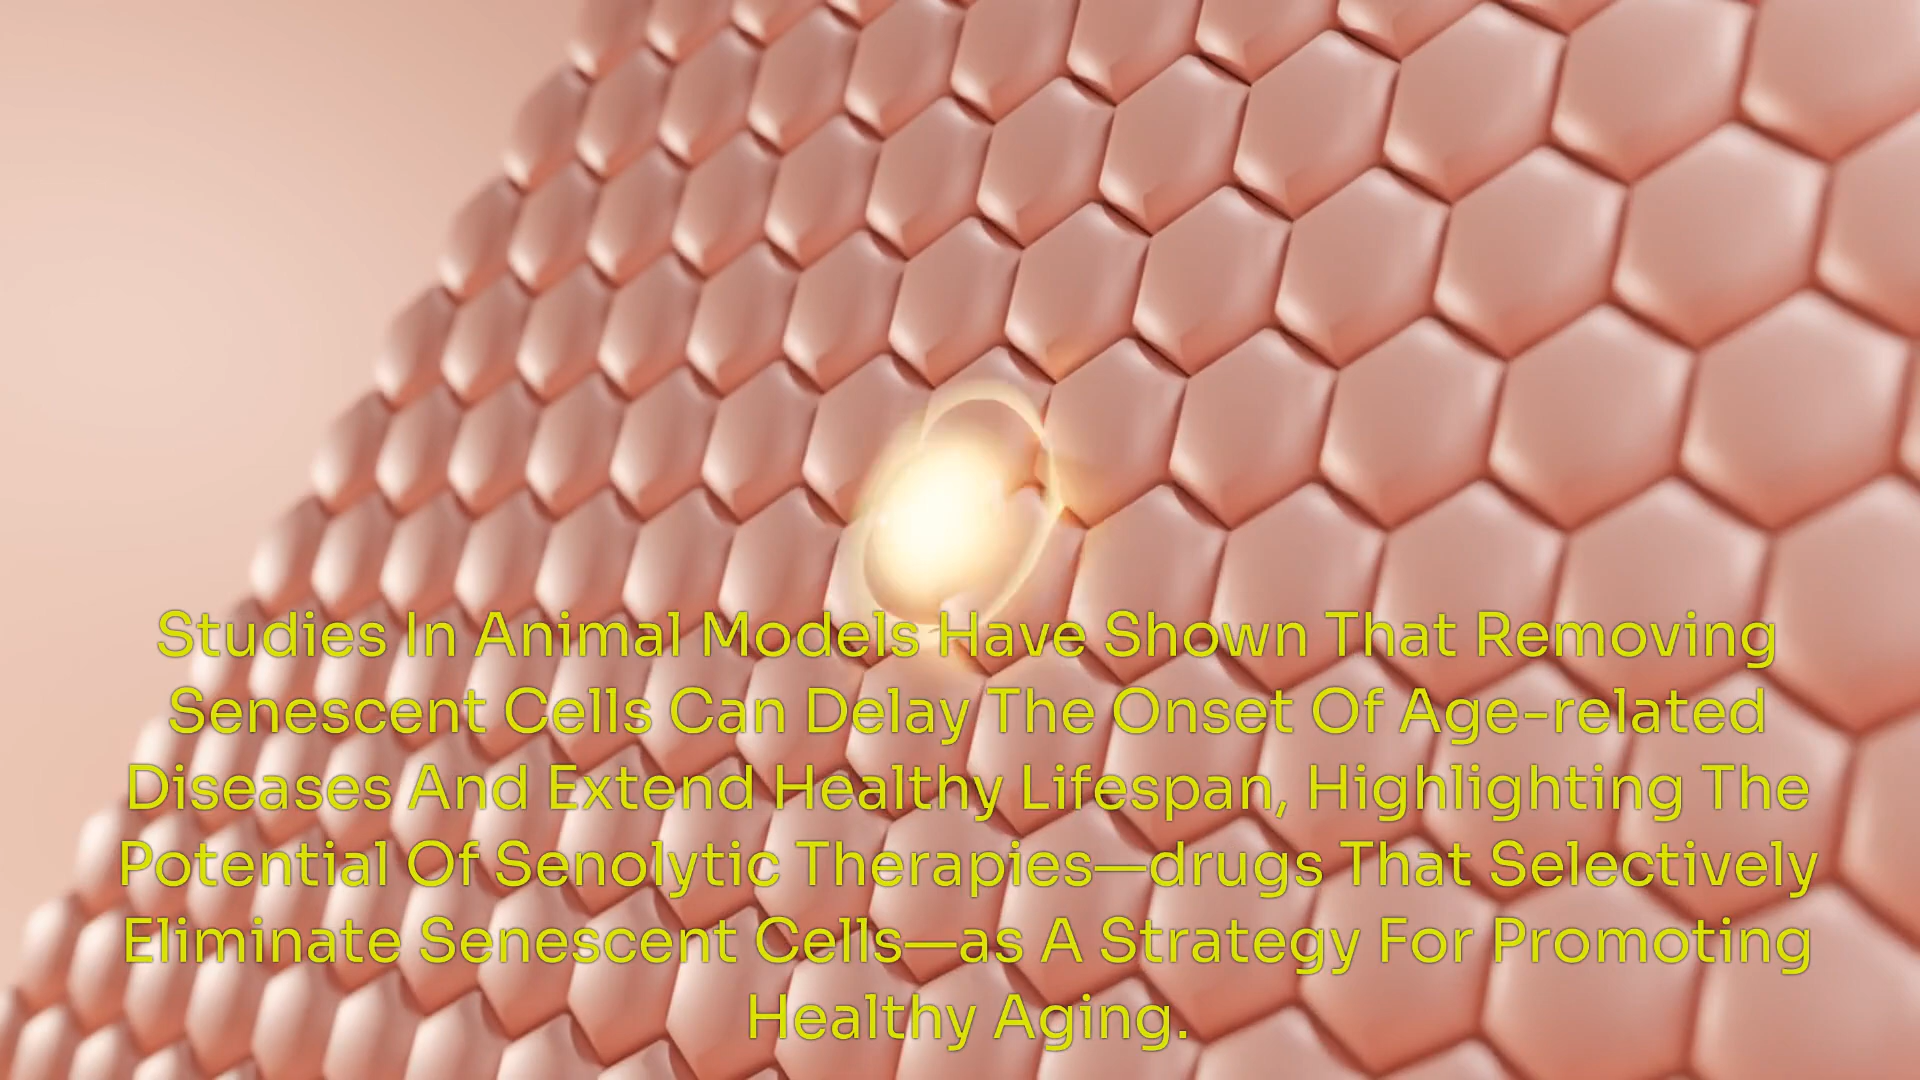 Studies In Animal Models Have Shown That Removing
Senescent Cells Can Delay The Onset Of Age-related
Diseases And Extend Healthy Lifespan, Highlighting The
Potential Of Senolytic Therapies—drugs That Selectively
Eliminate Senescent Cells—as A Strategy For Promoting
Healthy Aging.